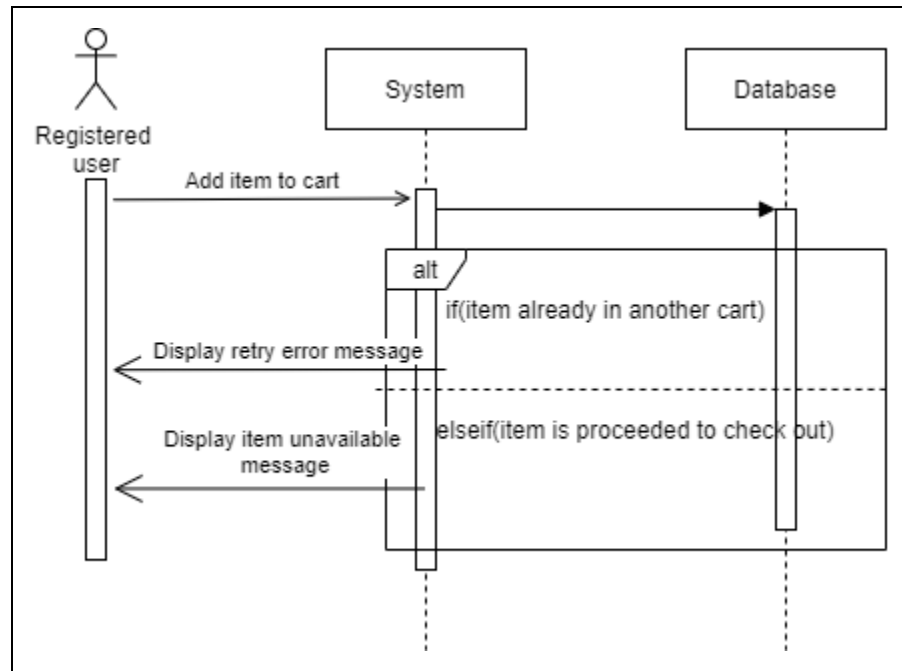 Registered
user
System
Database
Add item to cart
alt
if(item already in another cart)
Display retry error message
elseif(item is proceeded to check out)
Display item unavailable
message